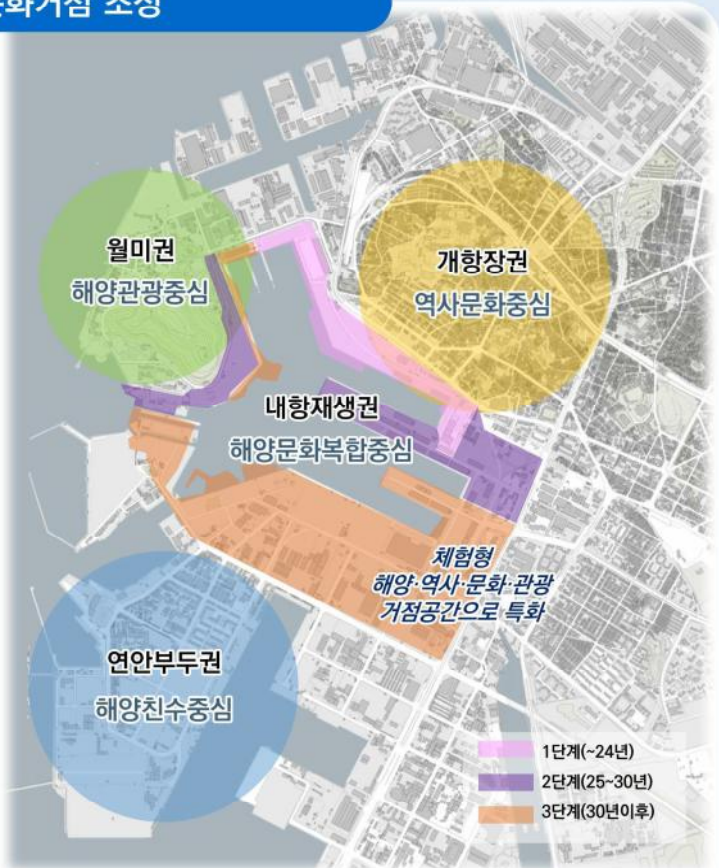 문화거점 조성
월미권
해양관광중심
개항장권
역사문화중심
내항재생권
해양문화복합중심
체험형
해양·역사·문화·관광
거점공간으로 특화
연안부두권
해양친수중심
1단계(~24년)
2단계(25~30년)
3단계(30년이후)